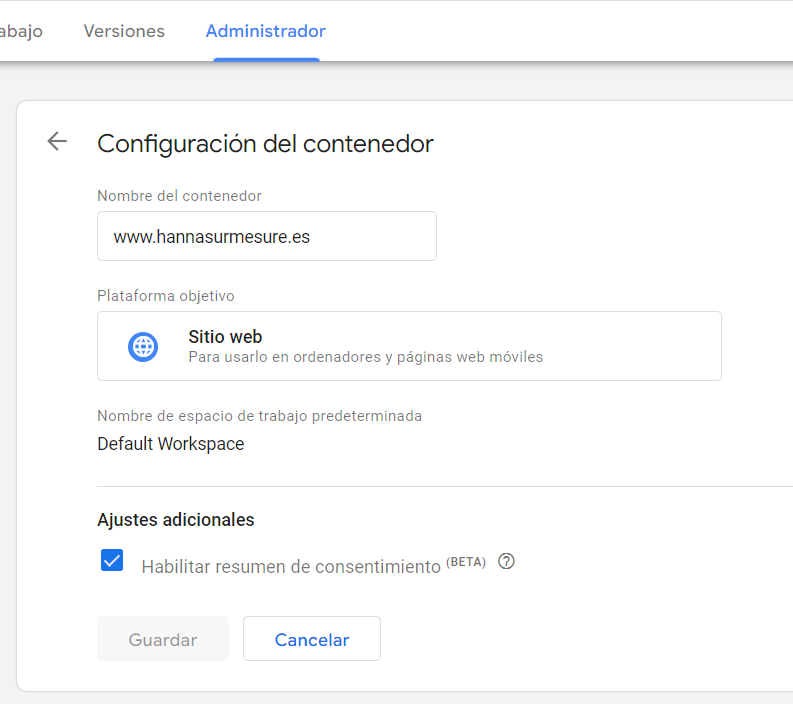 abajo Versiones Administrador
Configuración del contenedor
Nombre del contenedor
www.hannasurmesure.es
Plataforma objetivo
Sitio web
Para usarlo en ordenadores y páginas web móviles
Nombre de espacio de trabajo predeterminada
Default Workspace
Ajustes adicionales
Habilitar resumen de consentimiento (BETA) ?
Guardar Cancelar